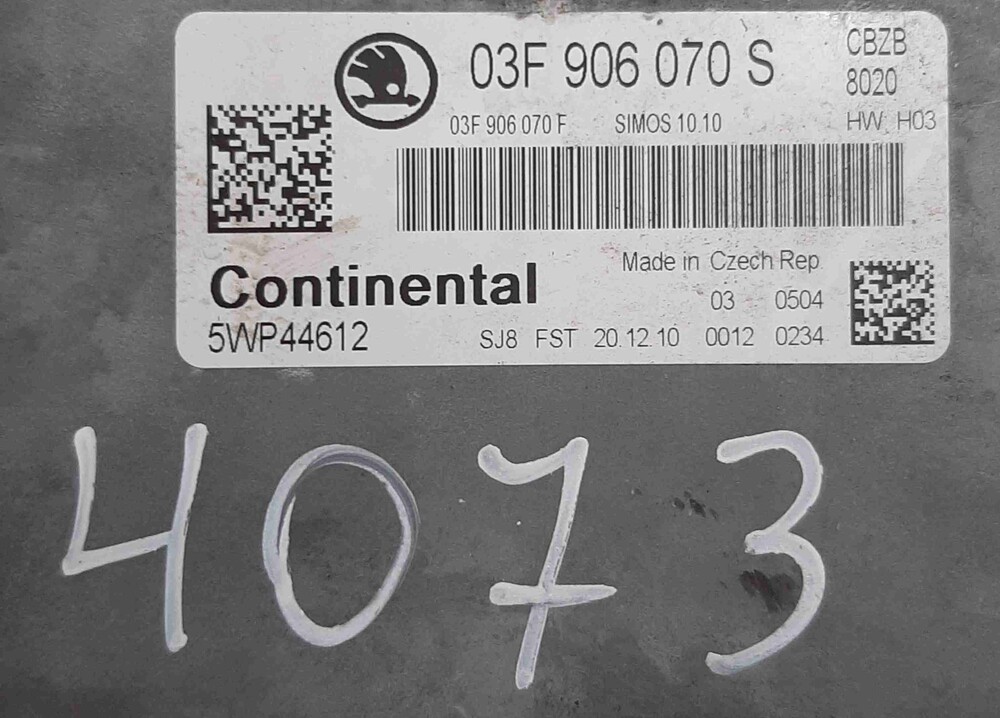 03F 906 070 S
CBZB
8020
03F 906 070 F SIMOS 10.10 HW H03
Continental
Made in Czech Rep
03 0504
5WP44612
SJ8 FST 20.12.10 0012 0234
4073